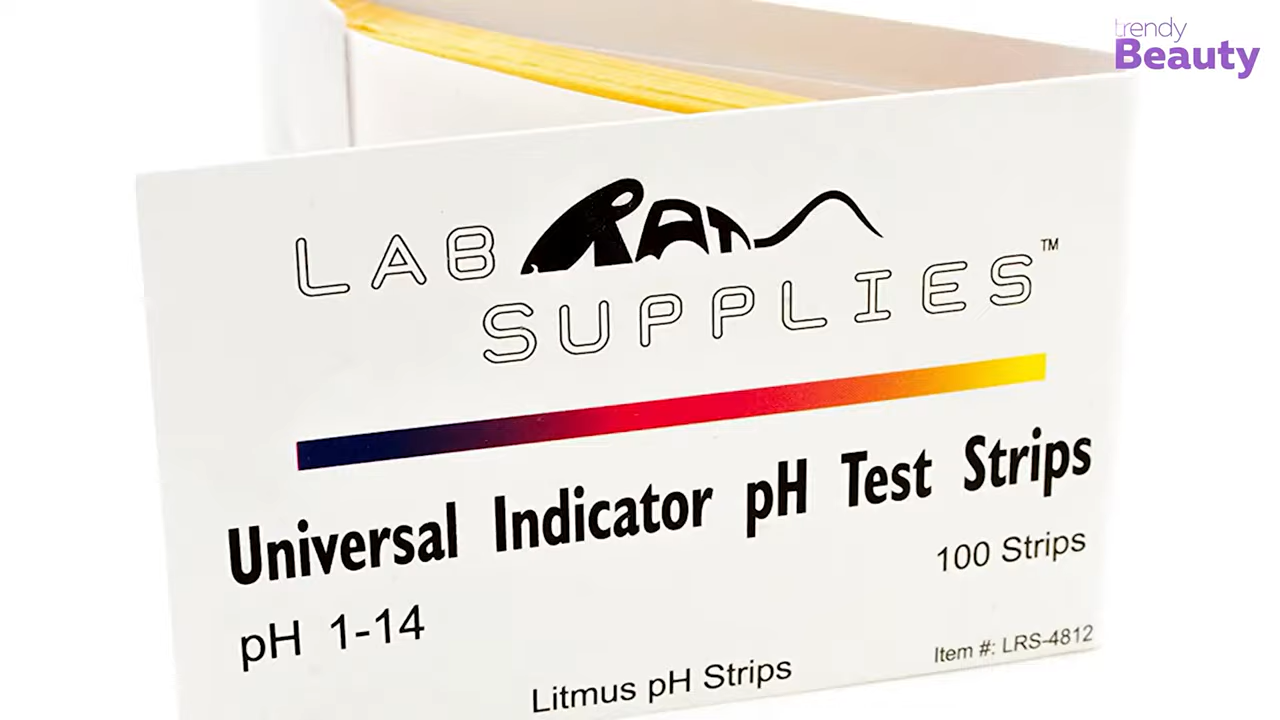 trendy
Beauty
LAB RAT
SUPPLIES™
Universal Indicator pH Test Strips
100 Strips
pH 1-14
Item #: LRS-4812
Litmus pH Strips